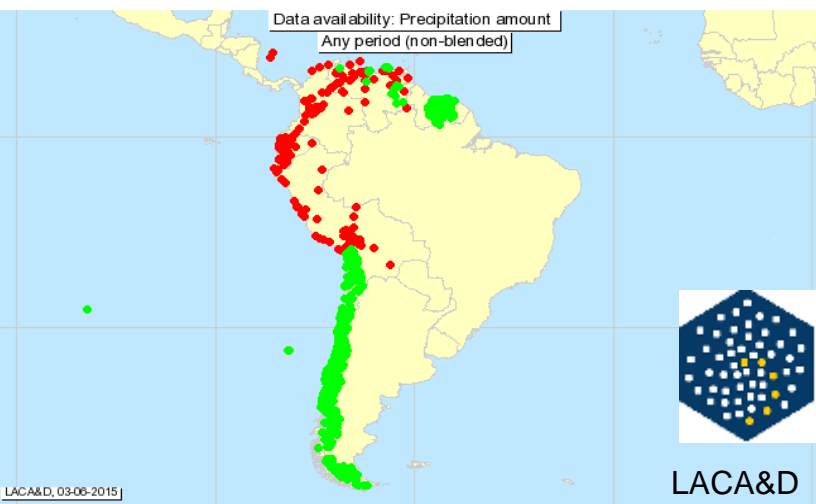 Data availability: Precipitation amount
Any period (non-blended)
LACA&D
LACA&D, 03-06-2015